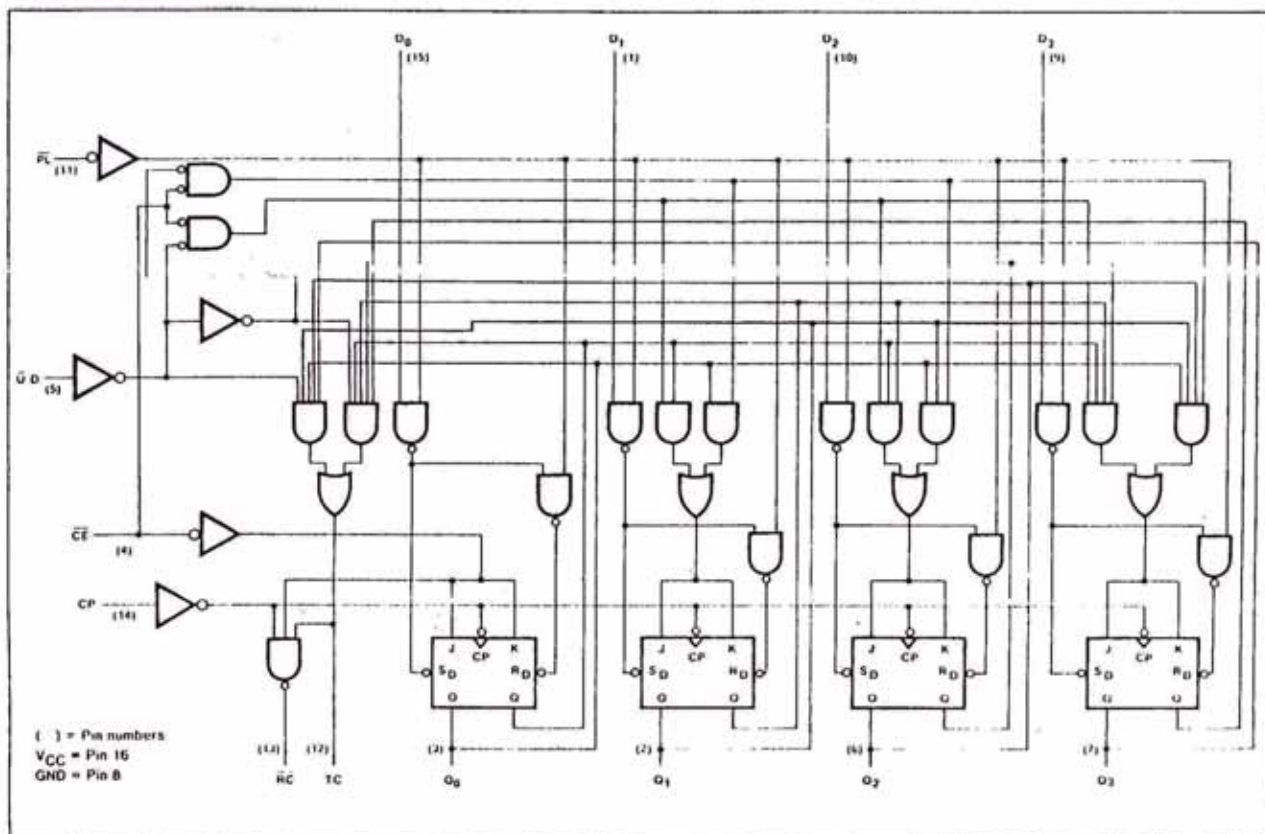 D0 D1 D2 D3
(15) (1) (10) (9)
PL
(11)
U D
(5)
CE
(4)
CP
(14)
J K J K J K J K
CP CP CP CP
SD RD SD RD SD RD SD RD
Q Q Q Q Q Q Q Q
( ) = Pin numbers
VCC = Pin 16
GND = Pin 8
(13) (12) (3) (2) (6) (7)
RC TC Q0 Q1 Q2 Q3